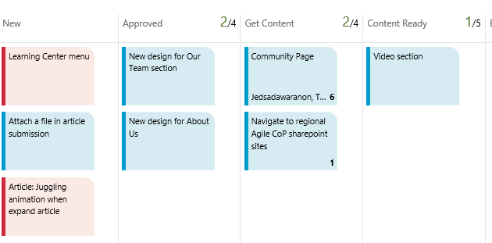 New
Approved 2/4
Get Content 2/4
Content Ready 1/5
Learning Center menu
Attach a file in article
submission
Article: Juggling
animation when
expand article
New design for Our
Team section
New design for About
Us
Community Page
Jedsadawaranon, T... 6
Navigate to regional
Agile CoP sharepoint
sites
1
Video section